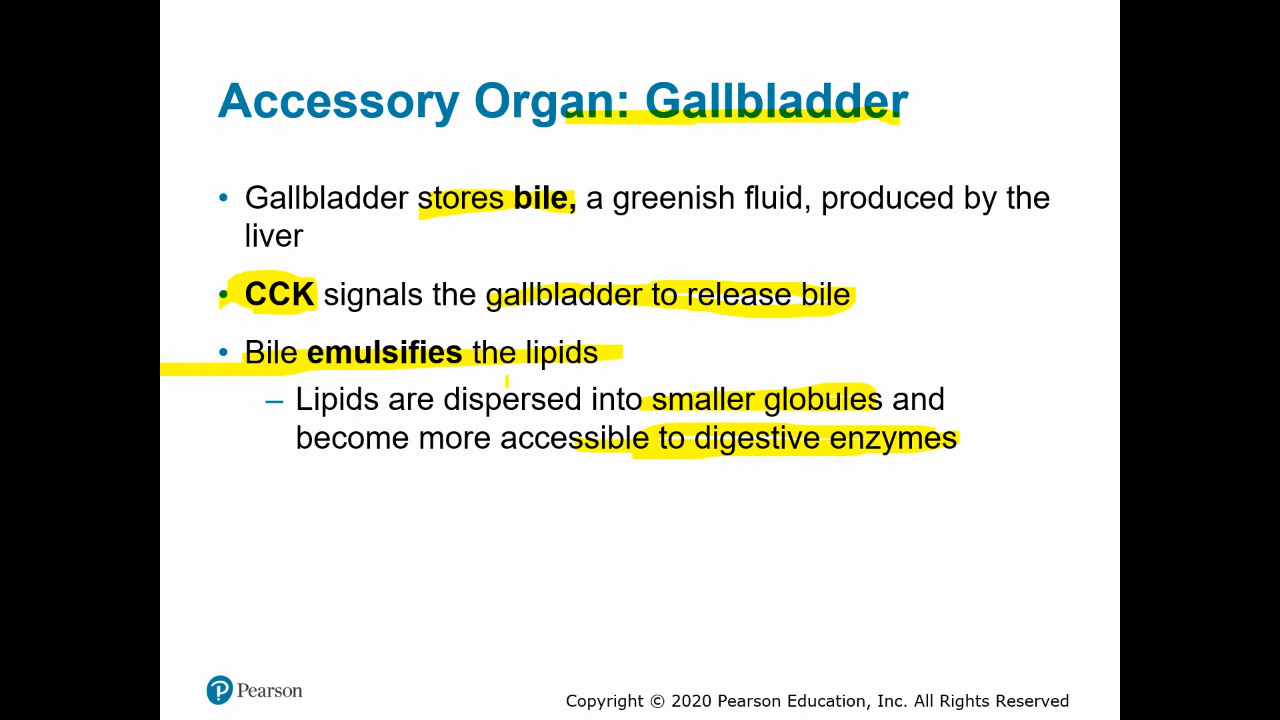 Accessory Organ: Gallbladder
• Gallbladder stores bile, a greenish fluid, produced by the
liver
• CCK signals the gallbladder to release bile
• Bile emulsifies the lipids
– Lipids are dispersed into smaller globules and
become more accessible to digestive enzymes
P Pearson
Copyright © 2020 Pearson Education, Inc. All Rights Reserved